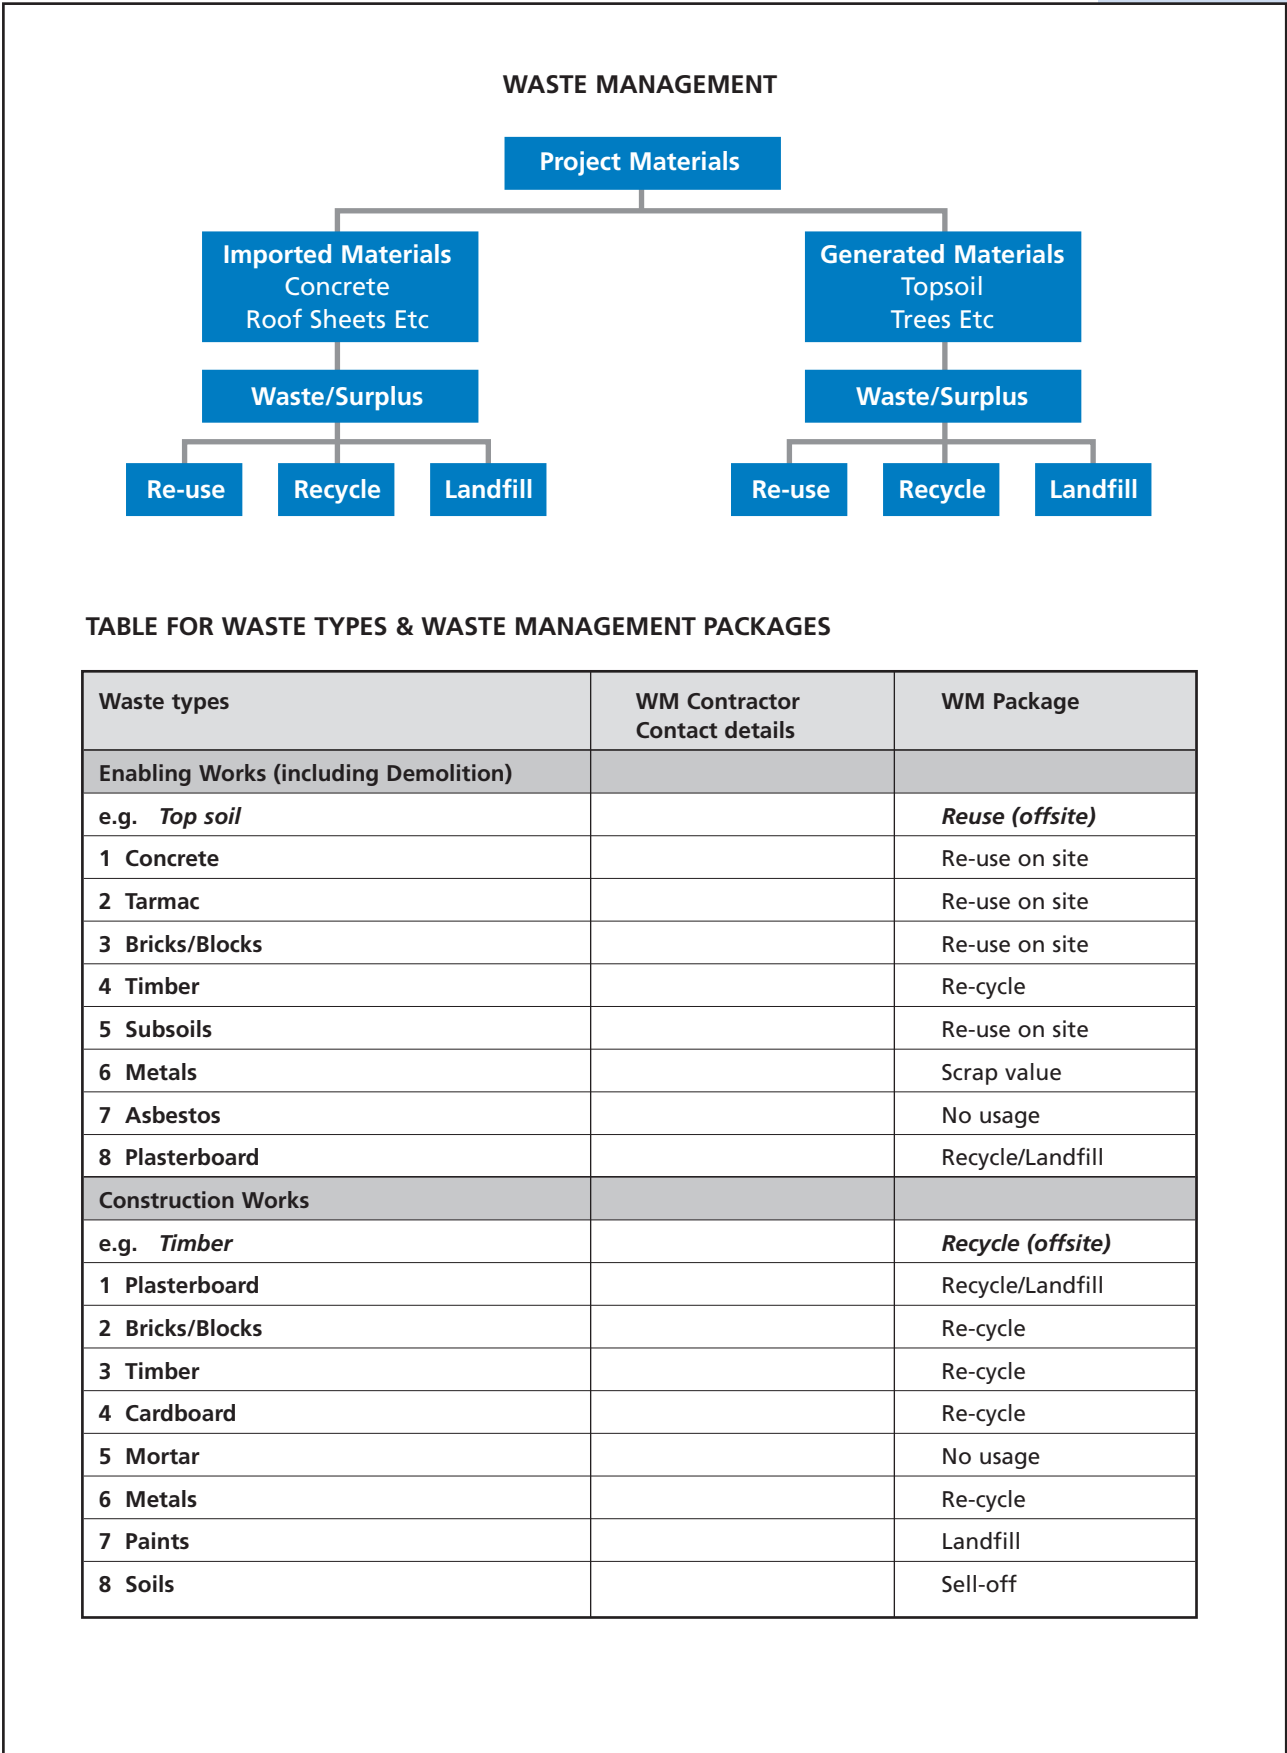 WASTE MANAGEMENT
Project Materials
Imported Materials
Concrete
Roof Sheets Etc
Generated Materials
Topsoil
Trees Etc
Waste/Surplus
Waste/Surplus
Re-use
Recycle
Landfill
Re-use
Recycle
Landfill
TABLE FOR WASTE TYPES & WASTE MANAGEMENT PACKAGES
Waste types
WM Contractor
Contact details
WM Package
Enabling Works (including Demolition)
e.g. Top soil Reuse (offsite)
1 Concrete Re-use on site
2 Tarmac Re-use on site
3 Bricks/Blocks Re-use on site
4 Timber Re-cycle
5 Subsoils Re-use on site
6 Metals Scrap value
7 Asbestos No usage
8 Plasterboard Recycle/Landfill
Construction Works
e.g. Timber Recycle (offsite)
1 Plasterboard Recycle/Landfill
2 Bricks/Blocks Re-cycle
3 Timber Re-cycle
4 Cardboard Re-cycle
5 Mortar No usage
6 Metals Re-cycle
7 Paints Landfill
8 Soils Sell-off